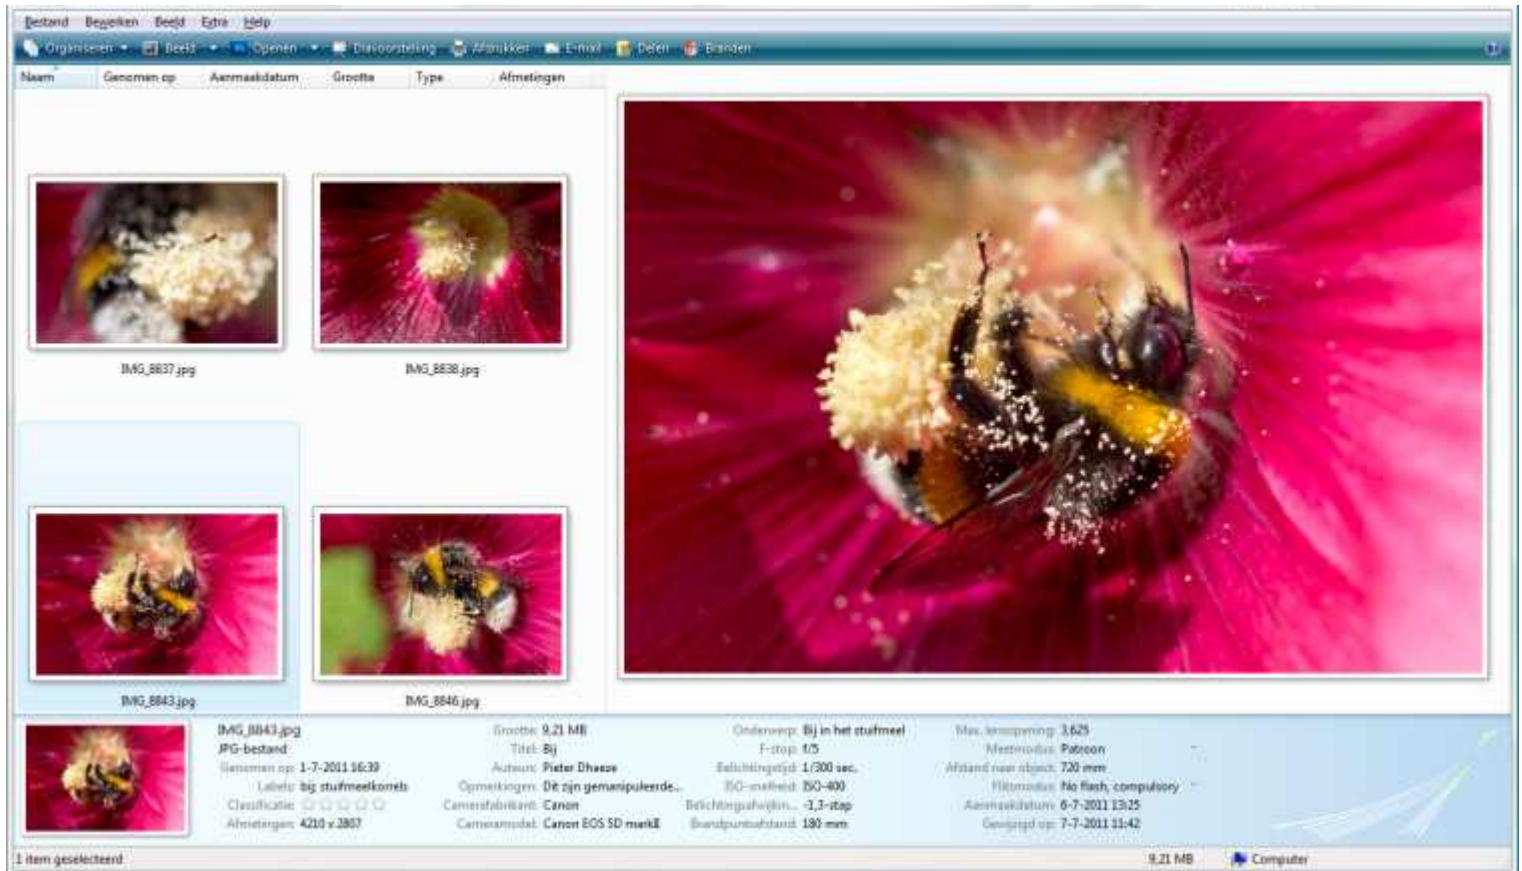 Bestand Bewerken Beeld Extra Help
Organiseren Beeld Openen Diavoorstelling Afdrukken E-mail Delen Branden
Naam Genomen op Aanmaakdatum Grootte Type Afmetingen
IMG_8837.jpg IMG_8838.jpg
IMG_8843.jpg IMG_8846.jpg
IMG_8843.jpg Grootte: 9,21 MB Onderwerp: Bij in het stuifmeel Max. lensopening: 3,625
JPG-bestand Titel: Bij F-stop: f/5 Meetmodus: Patroon
Genomen op: 1-7-2011 16:39 Auteurs: Pieter Dhaeze Belichtingstijd: 1/300 sec. Afstand naar object: 720 mm
Labels: bij; stuifmeelkorrels Opmerkingen: Dit zijn gemanipuleerde... ISO-snelheid: ISO-400 Flitsmodus: No flash, compulsory
Classificatie: Camerafabrikant: Canon Belichtingsafwijkin... -1,3-stap Aanmaakdatum: 6-7-2011 13:25
Afmetingen: 4210 x 2807 Cameramodel: Canon EOS 5D markII Brandpuntsafstand: 180 mm Gewijzigd op: 7-7-2011 11:42
1 item geselecteerd 9,21 MB Computer